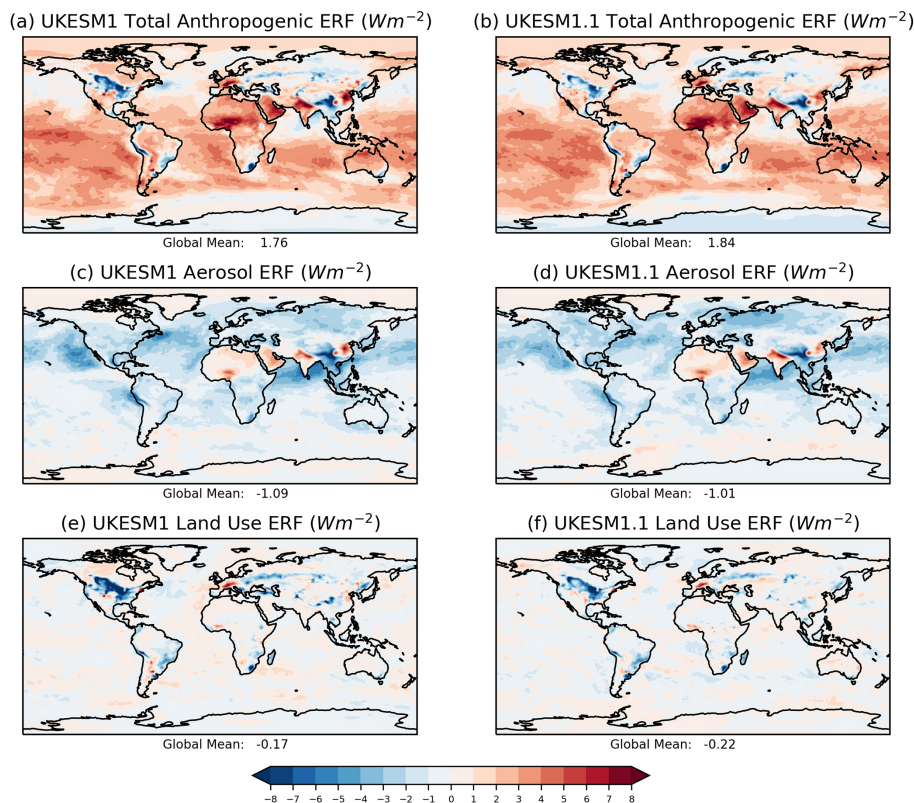 (a) UKESM1 Total Anthropogenic ERF (Wm⁻²)
(b) UKESM1.1 Total Anthropogenic ERF (Wm⁻²)
Global Mean: 1.76
Global Mean: 1.84
(c) UKESM1 Aerosol ERF (Wm⁻²)
(d) UKESM1.1 Aerosol ERF (Wm⁻²)
Global Mean: -1.09
Global Mean: -1.01
(e) UKESM1 Land Use ERF (Wm⁻²)
(f) UKESM1.1 Land Use ERF (Wm⁻²)
Global Mean: -0.17
Global Mean: -0.22
−8 −7 −6 −5 −4 −3 −2 −1 0 1 2 3 4 5 6 7 8